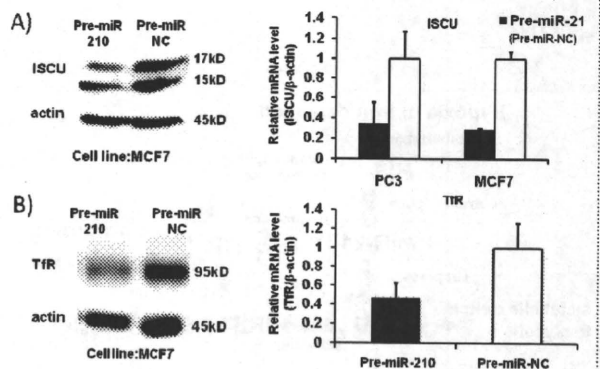 A)
Pre-miR Pre-miR
210 NC
ISCU
17kD
15kD
actin
45kD
Cell line:MCF7
Relative mRNA level
(ISCU/β-actin)
1.4
1.2
1
0.8
0.6
0.4
0.2
0
ISCU
Pre-miR-21
(Pre-miR-NC)
PC3 MCF7
B)
Pre-miR Pre-miR
210 NC
TfR
95kD
actin
45kD
Cell line:MCF7
Relative mRNA level
(TfR/β-actin)
1.4
1.2
1
0.8
0.6
0.4
0.2
0
TfR
Pre-miR-210 Pre-miR-NC